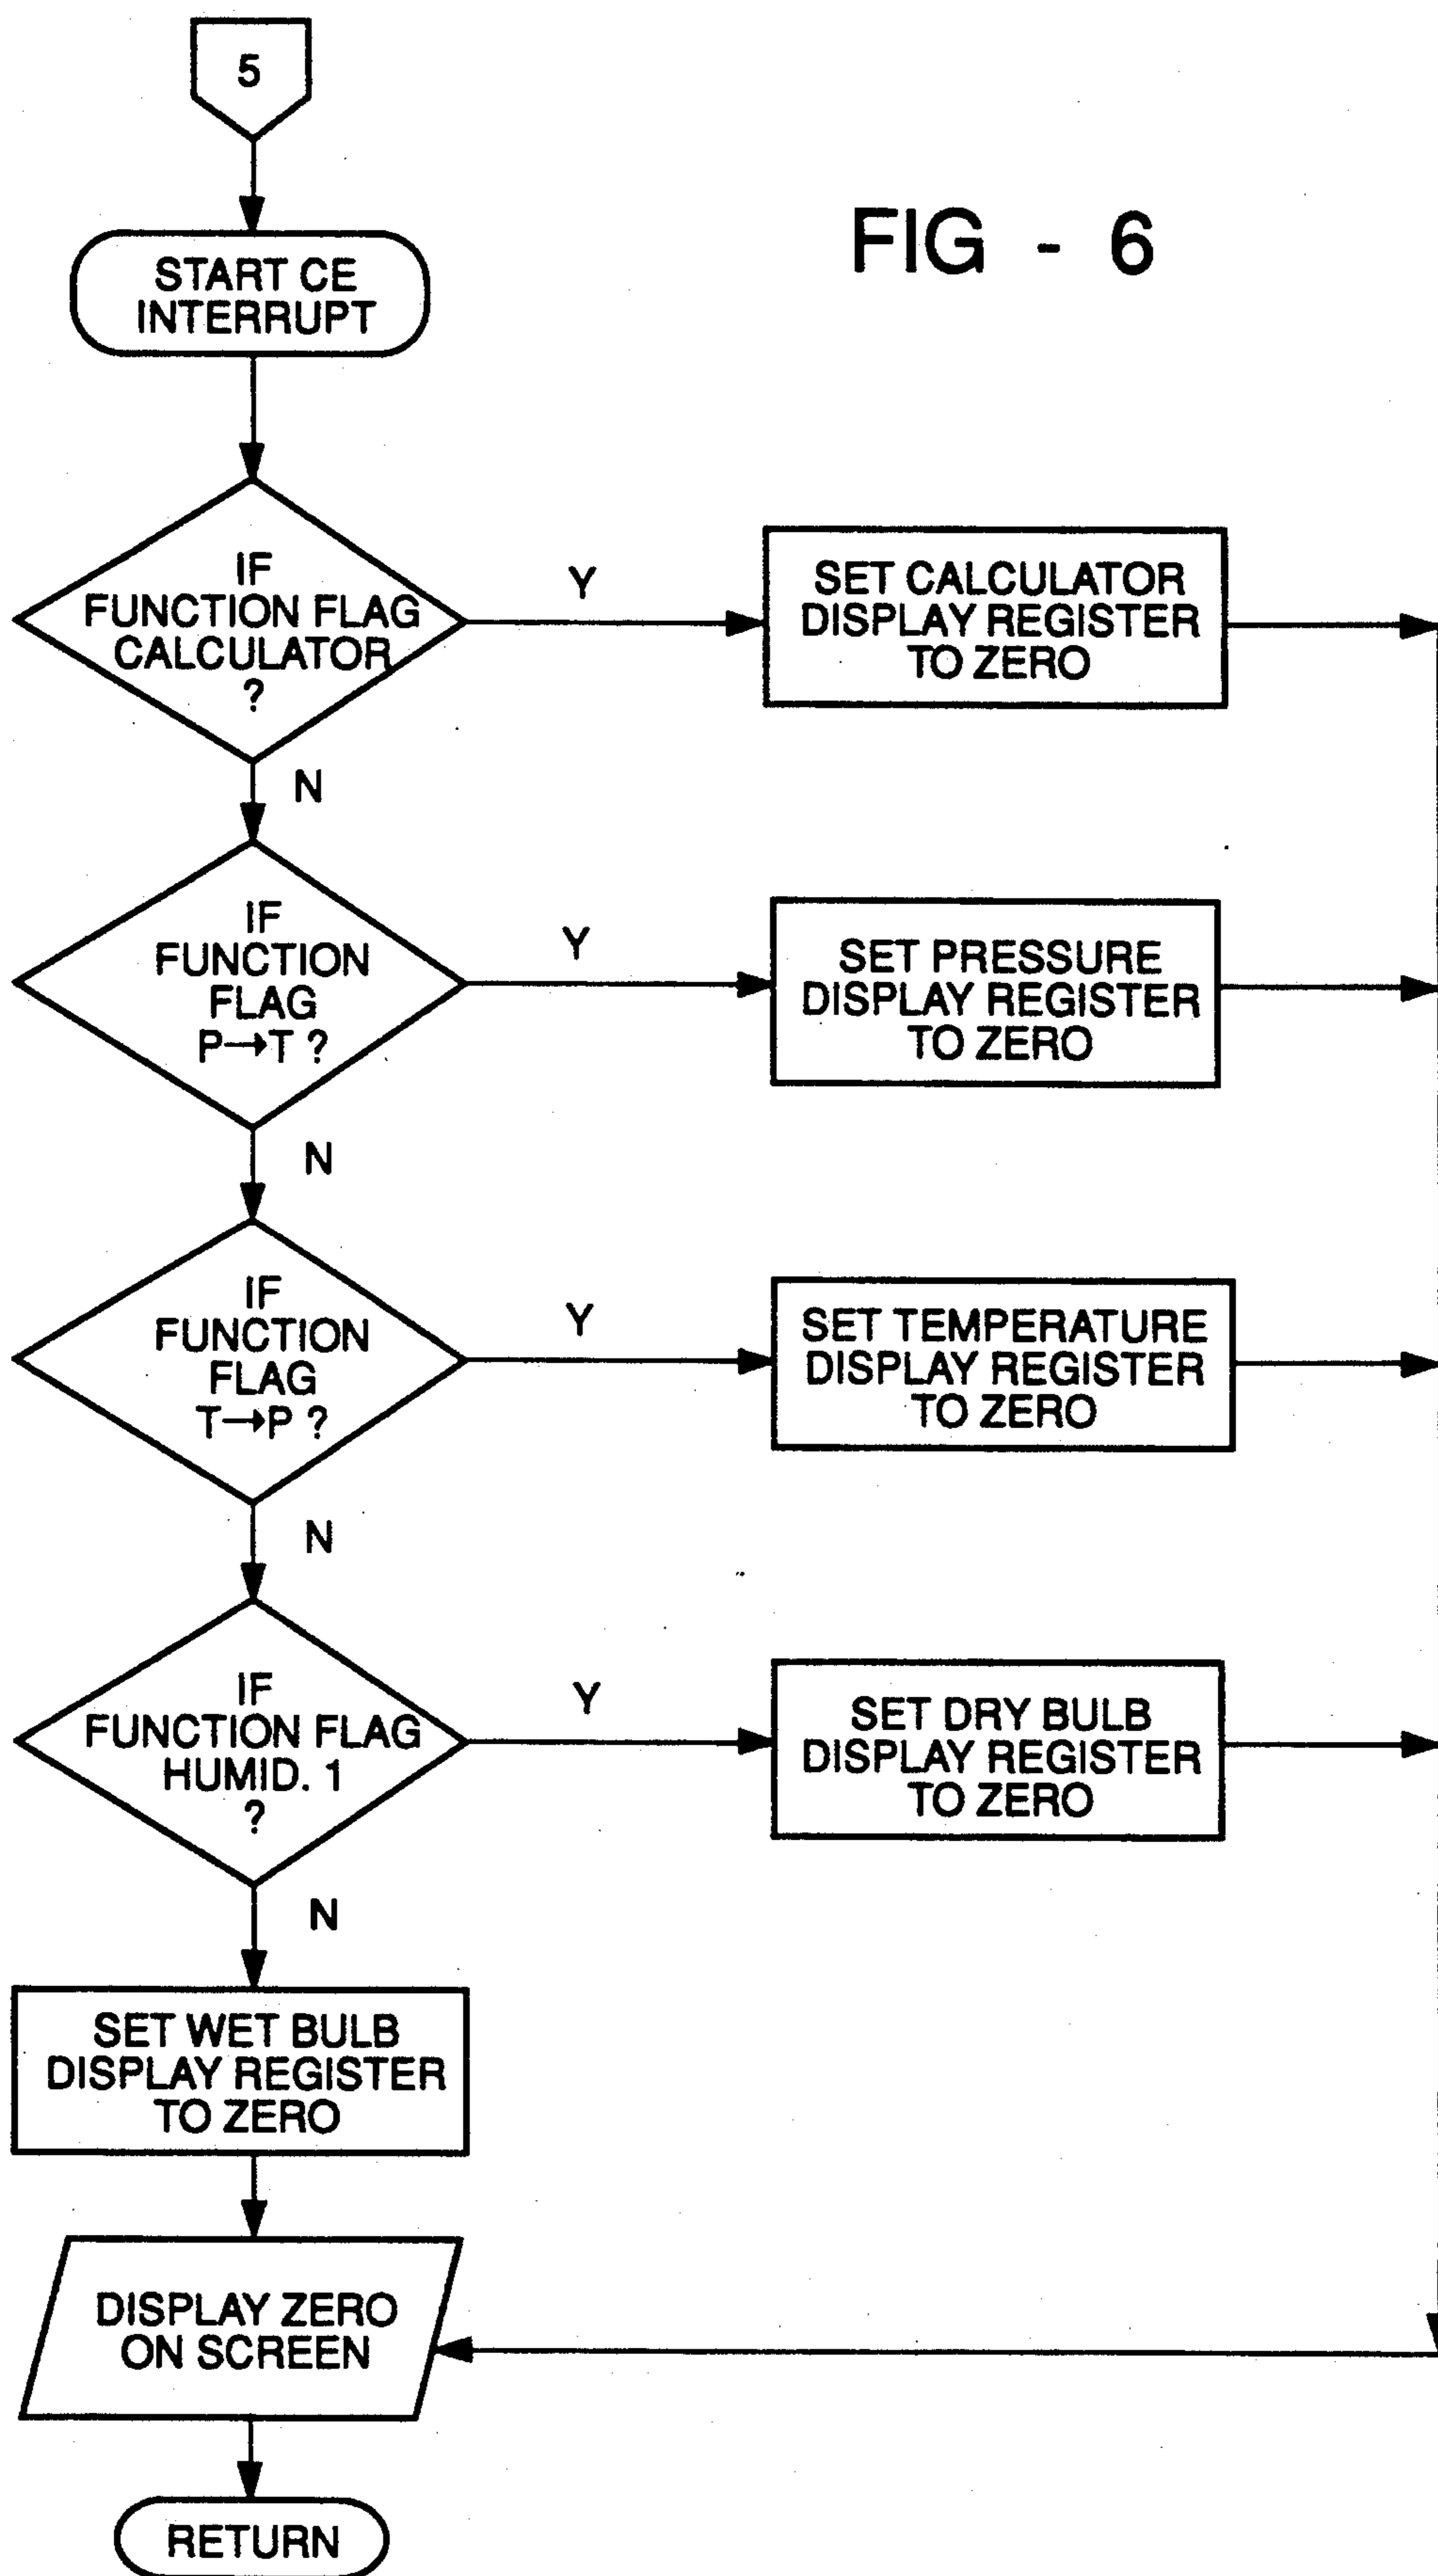 5
FIG - 6
START CE
INTERRUPT
IF
FUNCTION FLAG
CALCULATOR
?
Y
SET CALCULATOR
DISPLAY REGISTER
TO ZERO
N
IF
FUNCTION
FLAG
P→T ?
Y
SET PRESSURE
DISPLAY REGISTER
TO ZERO
N
IF
FUNCTION
FLAG
T→P ?
Y
SET TEMPERATURE
DISPLAY REGISTER
TO ZERO
N
IF
FUNCTION FLAG
HUMID. 1
?
Y
SET DRY BULB
DISPLAY REGISTER
TO ZERO
N
SET WET BULB
DISPLAY REGISTER
TO ZERO
DISPLAY ZERO
ON SCREEN
RETURN